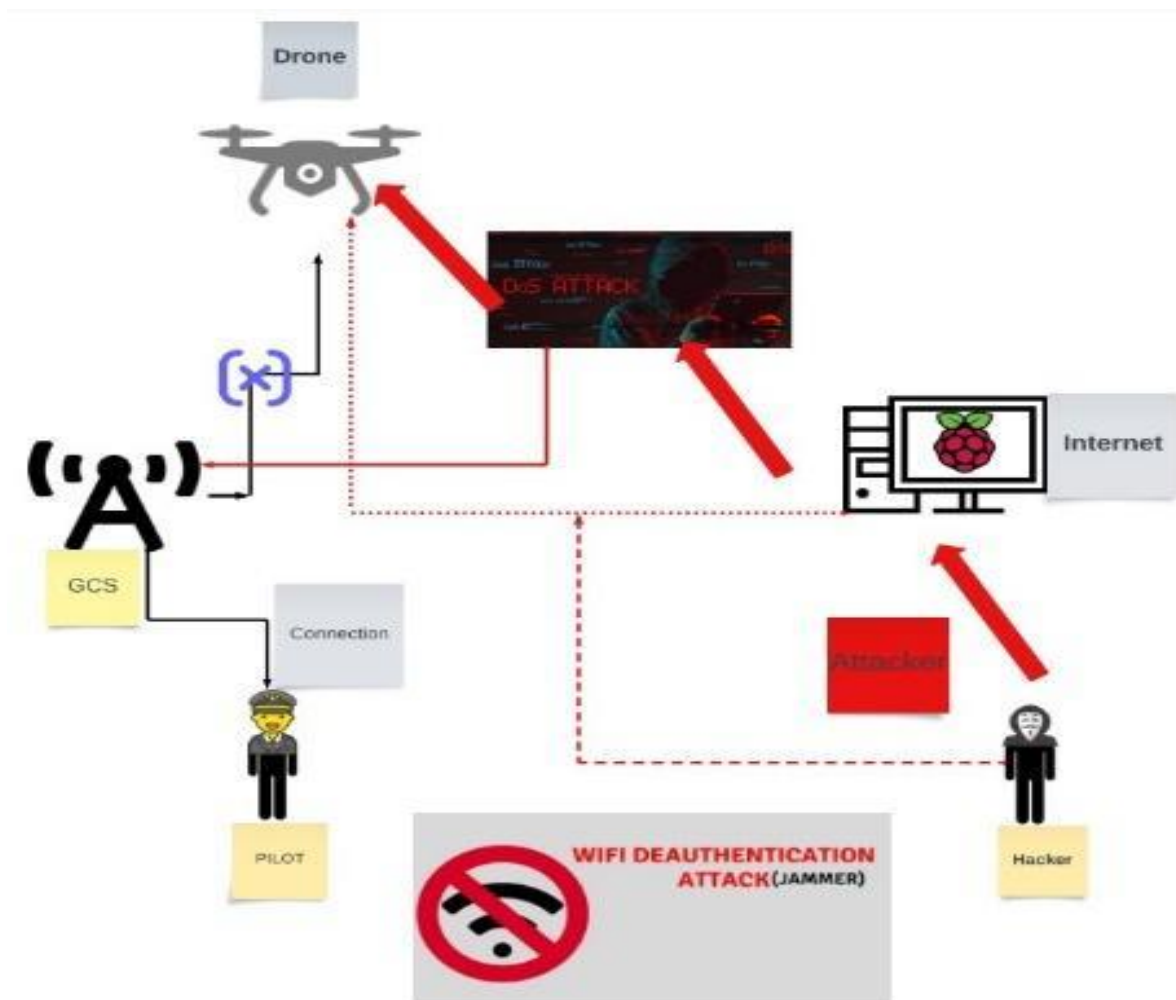 Drone
DoS ATTACK
Internet
GCS
Connection
Attacker
PILOT
Hacker
WIFI DEAUTHENTICATION
ATTACK(JAMMER)